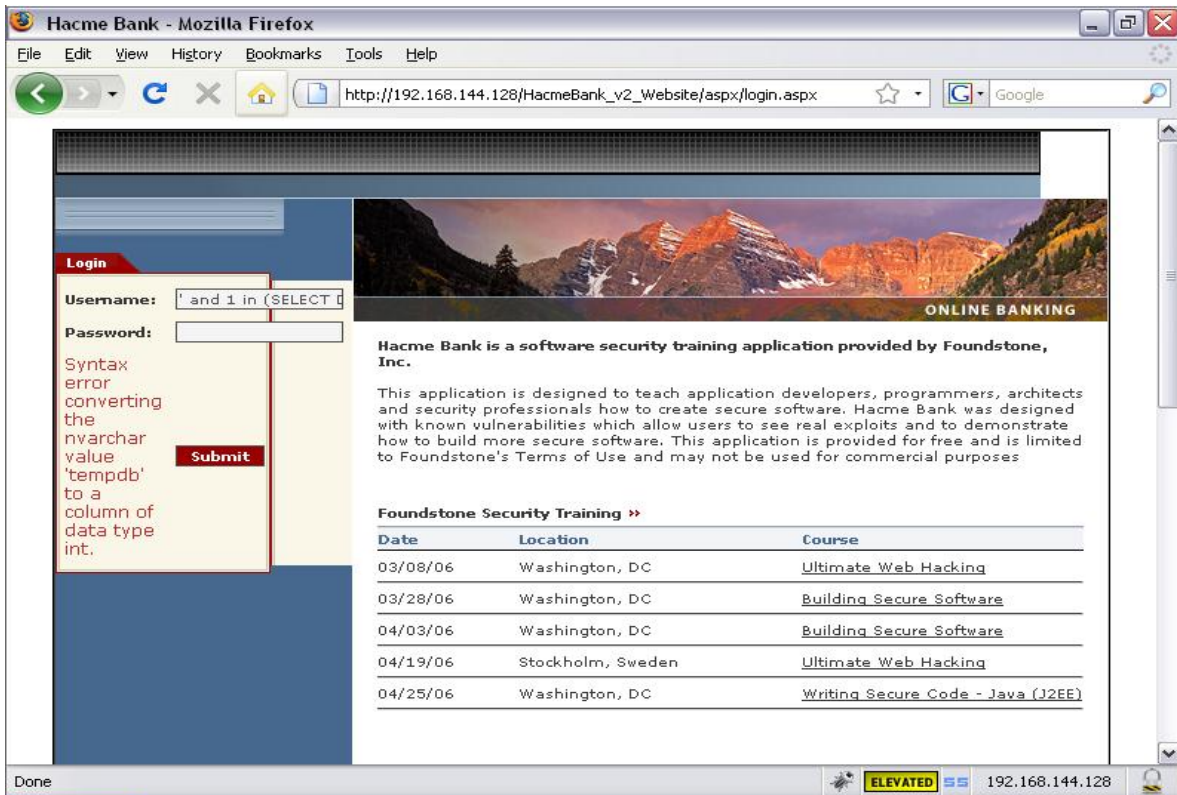 Hacme Bank - Mozilla Firefox
File Edit View History Bookmarks Tools Help
http://192.168.144.128/HacmeBank_v2_Website/aspx/login.aspx
G Google
Login
Username: ' and 1 in (SELECT
Password:
Syntax
error
converting
the
nvarchar
value
'tempdb'
to a
column of
data type
int.
Submit
ONLINE BANKING
Hacme Bank is a software security training application provided by Foundstone,
Inc.
This application is designed to teach application developers, programmers, architects
and security professionals how to create secure software. Hacme Bank was designed
with known vulnerabilities which allow users to see real exploits and to demonstrate
how to build more secure software. This application is provided for free and is limited
to Foundstone's Terms of Use and may not be used for commercial purposes
Foundstone Security Training »
Date Location Course
03/08/06 Washington, DC Ultimate Web Hacking
03/28/06 Washington, DC Building Secure Software
04/03/06 Washington, DC Building Secure Software
04/19/06 Stockholm, Sweden Ultimate Web Hacking
04/25/06 Washington, DC Writing Secure Code - Java (J2EE)
Done ELEVATED 192.168.144.128